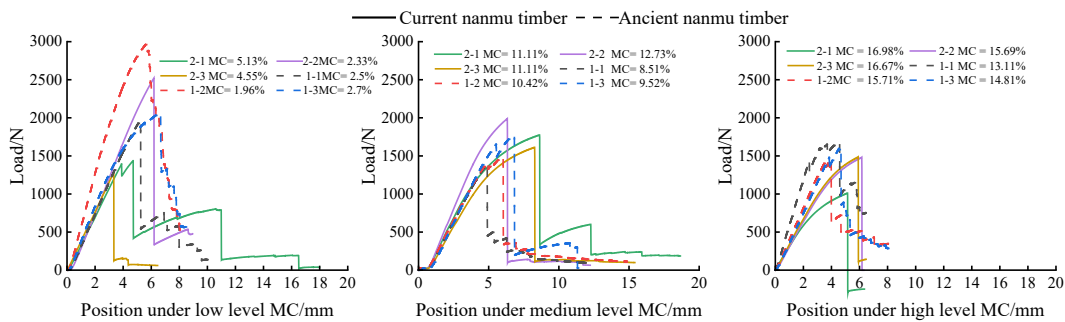 Current nanmu timber Ancient nanmu timber
Load/N
3000
2500
2000
1500
1000
500
0
0 2 4 6 8 10 12 14 16 18 20
2-1 MC= 5.13% 2-2MC= 2.33%
2-3 MC= 4.55% 1-1MC= 2.5%
1-2MC= 1.96% 1-3MC= 2.7%
Position under low level MC/mm
Load/N
3000
2500
2000
1500
1000
500
0
0 5 10 15 20
2-1 MC= 11.11% 2-2 MC= 12.73%
2-3 MC= 11.11% 1-1 MC= 8.51%
1-2 MC= 10.42% 1-3 MC= 9.52%
Position under medium level MC/mm
Load/N
3000
2500
2000
1500
1000
500
0
0 2 4 6 8 10 12 14 16 18 20
2-1 MC = 16.98% 2-2 MC = 15.69%
2-3 MC = 16.67% 1-1 MC = 13.11%
1-2MC = 15.71% 1-3 MC = 14.81%
Position under high level MC/mm